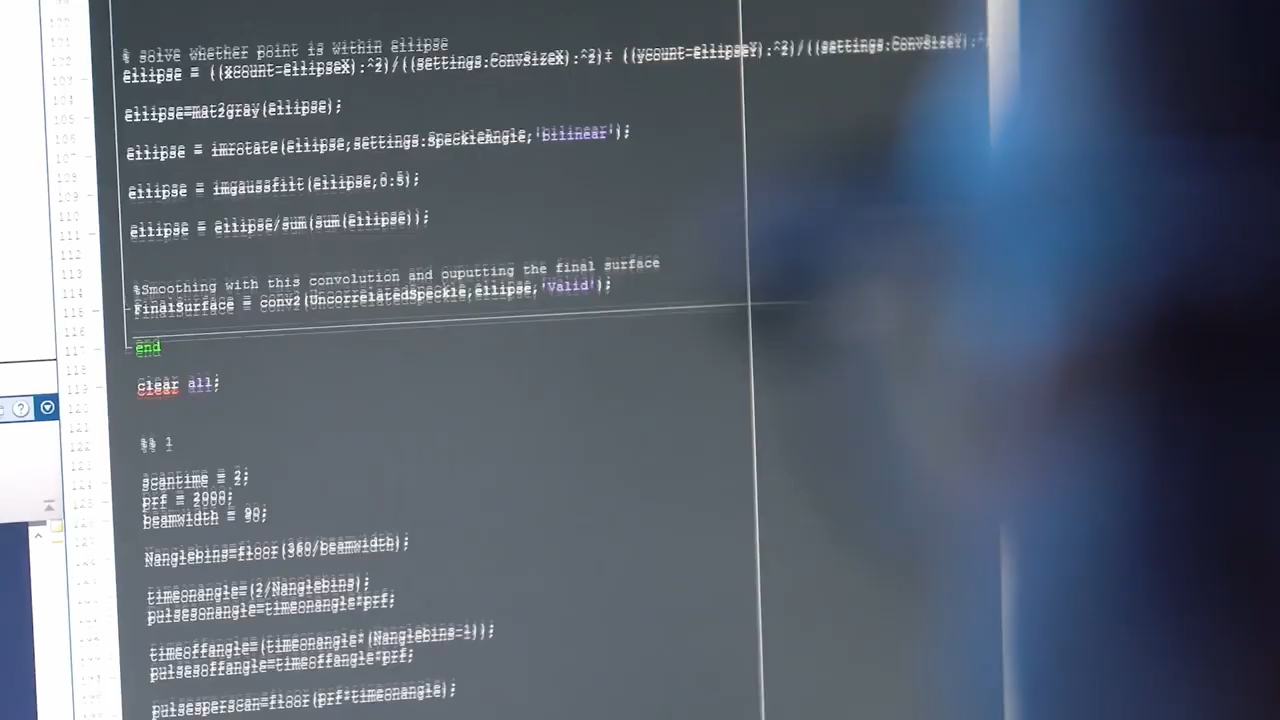 % solve whether point is within ellipse
ellipse = ((xcount-ellipseX).^2)/((settings.ConvSizeX).^2)+ ((ycount-ellipseY).^2)/((settings.ConvSizeY).^
ellipse=mat2gray(ellipse);
ellipse = imrotate(ellipse,settings.SpeckleAngle,'bilinear');
ellipse = imgaussfilt(ellipse,0.5);
ellipse = ellipse/sum(sum(ellipse));
%Smoothing with this convolution and ouputting the final surface
FinalSurface = conv2(UncorrelatedSpeckle,ellipse,'Valid');
end
clear all;
%% 1
scantime = 2;
prf = 2000;
beamwidth = 90;
Nanglebins=floor(360/beamwidth);
timeonangle=(2/Nanglebins);
pulsesonangle=timeonangle*prf;
timeoffangle=(timeonangle*(Nanglebins-1));
pulsesoffangle=timeoffangle*prf;
pulsesperscan=floor(prf*timeonangle);